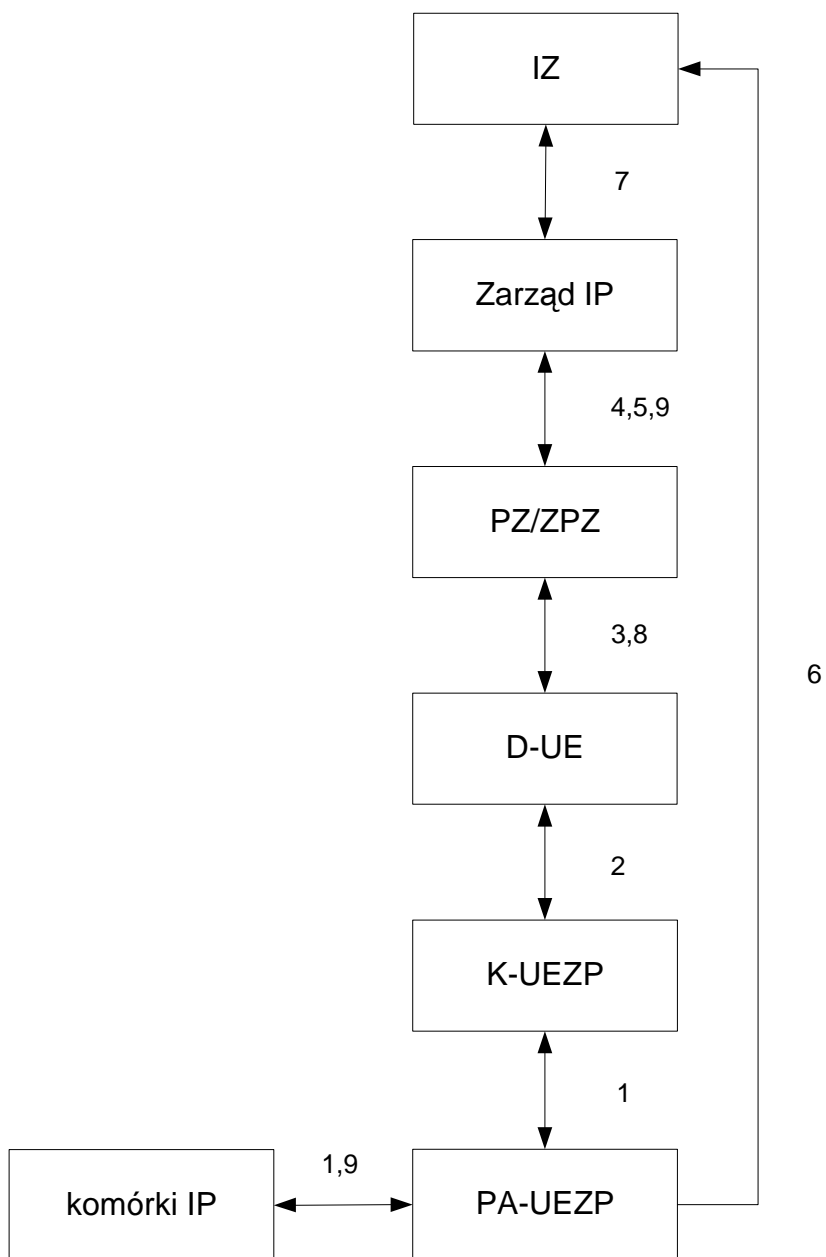 IZ
7
Zarząd IP
4,5,9
PZ/ZPZ
3,8
6
D-UE
2
K-UEZP
1
1,9
komórki IP
PA-UEZP